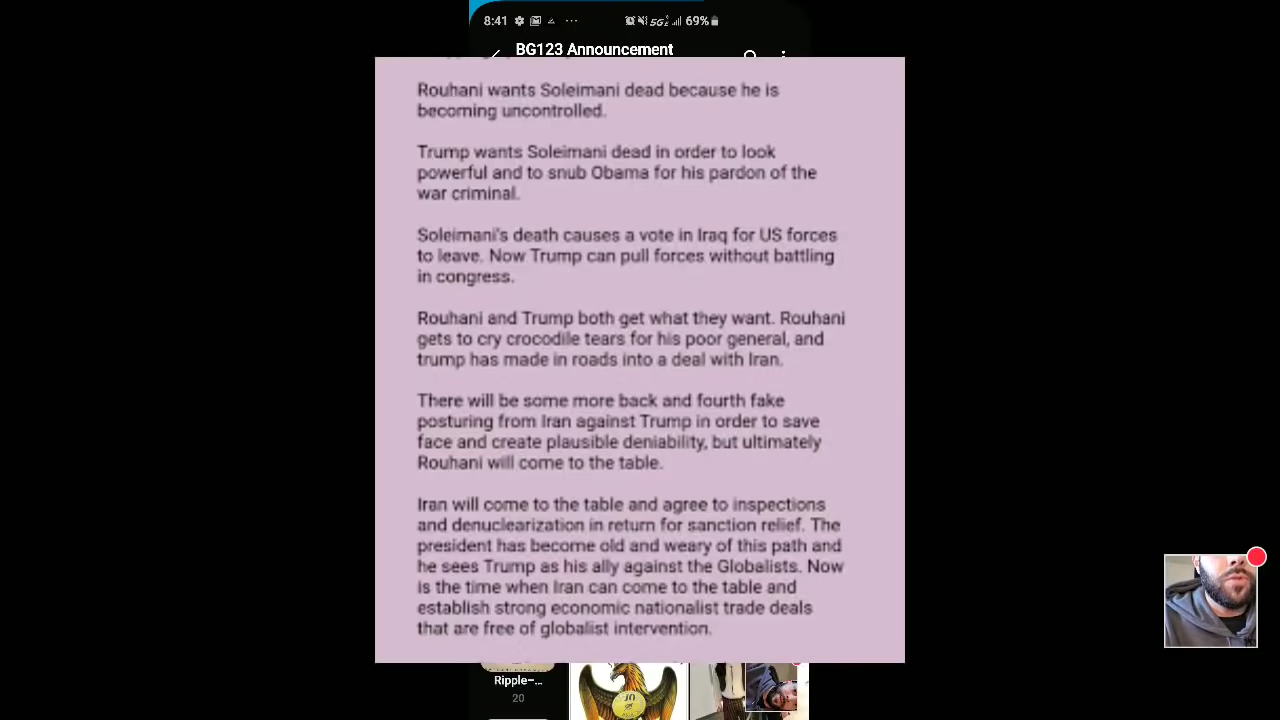 8:41 ... 5G 69%
BG123 Announcement
Rouhani wants Soleimani dead because he is
becoming uncontrolled.
Trump wants Soleimani dead in order to look
powerful and to snub Obama for his pardon of the
war criminal.
Soleimani's death causes a vote in Iraq for US forces
to leave. Now Trump can pull forces without battling
in congress.
Rouhani and Trump both get what they want. Rouhani
gets to cry crocodile tears for his poor general, and
trump has made in roads into a deal with Iran.
There will be some more back and fourth fake
posturing from Iran against Trump in order to save
face and create plausible deniability, but ultimately
Rouhani will come to the table.
Iran will come to the table and agree to inspections
and denuclearization in return for sanction relief. The
president has become old and weary of this path and
he sees Trump as his ally against the Globalists. Now
is the time when Iran can come to the table and
establish strong economic nationalist trade deals
that are free of globalist intervention.
Ripple–...
20